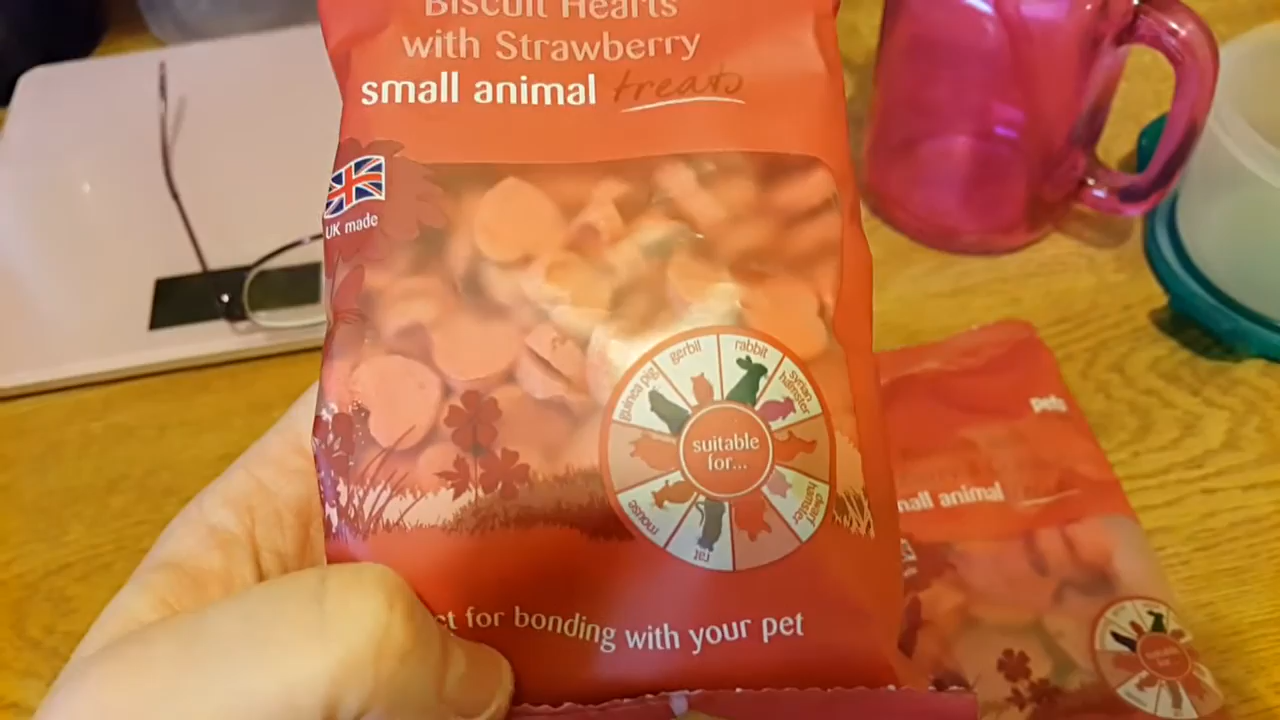 Biscuit Hearts
with Strawberry
small animal treats
UK made
guinea pig
gerbil
rabbit
syrian hamster
dwarf hamster
rat
mouse
suitable
for...
for bonding with your pet
pets
small animal